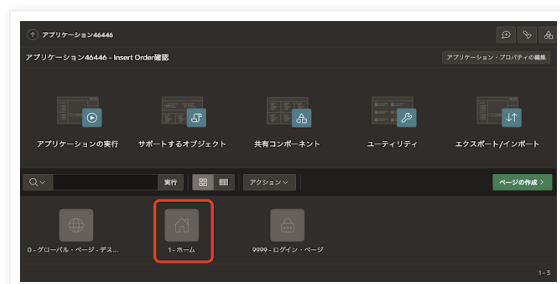 アプリケーション46446
アプリケーション46446 - Insert Order確認
アプリケーション・プロパティの編集
アプリケーションの実行
サポートするオブジェクト
共有コンポーネント
ユーティリティ
エクスポート/インポート
実行
アクション
ページの作成 >
0 - グローバル・ページ - デス...
1 - ホーム
9999 - ログイン・ページ
1 - 3